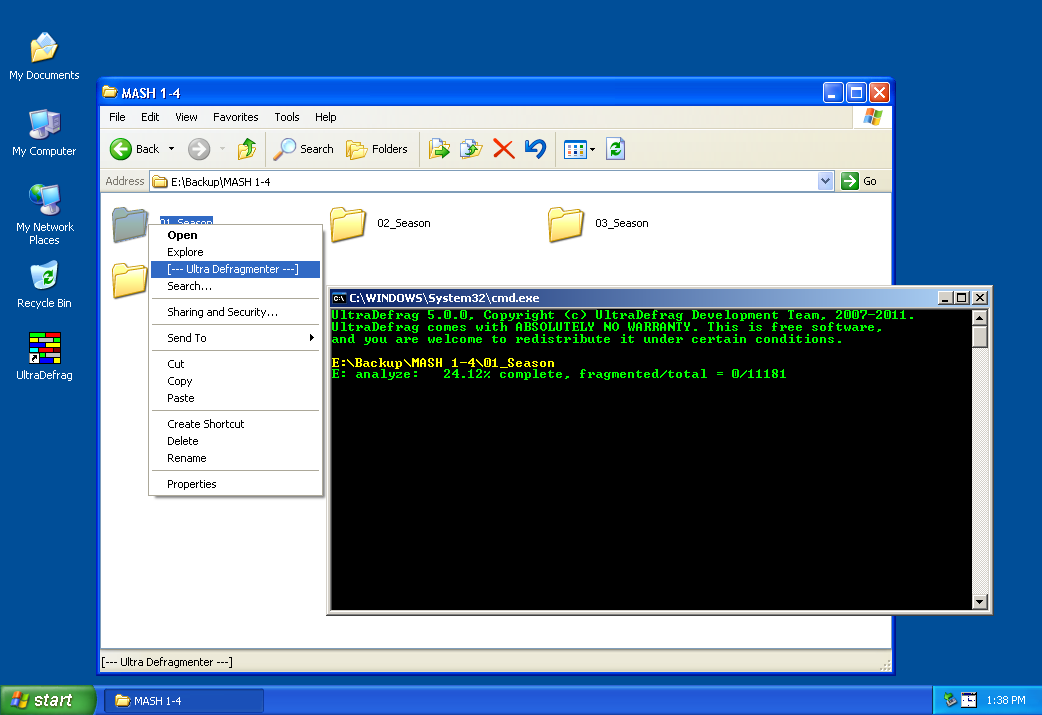 My Documents
My Computer
My Network
Places
Recycle Bin
UltraDefrag
MASH 1-4
File Edit View Favorites Tools Help
Back Search Folders
Address E:\Backup\MASH 1-4 Go
01_Season
02_Season
03_Season
Open
Explore
[--- Ultra Defragmenter ---]
Search...
Sharing and Security...
Send To
Cut
Copy
Paste
Create Shortcut
Delete
Rename
Properties
C:\WINDOWS\System32\cmd.exe
UltraDefrag 5.0.0, Copyright (c) UltraDefrag Development Team, 2007-2011.
UltraDefrag comes with ABSOLUTELY NO WARRANTY. This is free software,
and you are welcome to redistribute it under certain conditions.
E:\Backup\MASH 1-4\01_Season
E: analyze: 24.12% complete, fragmented/total = 0/11181
[--- Ultra Defragmenter ---]
start
MASH 1-4
1:38 PM